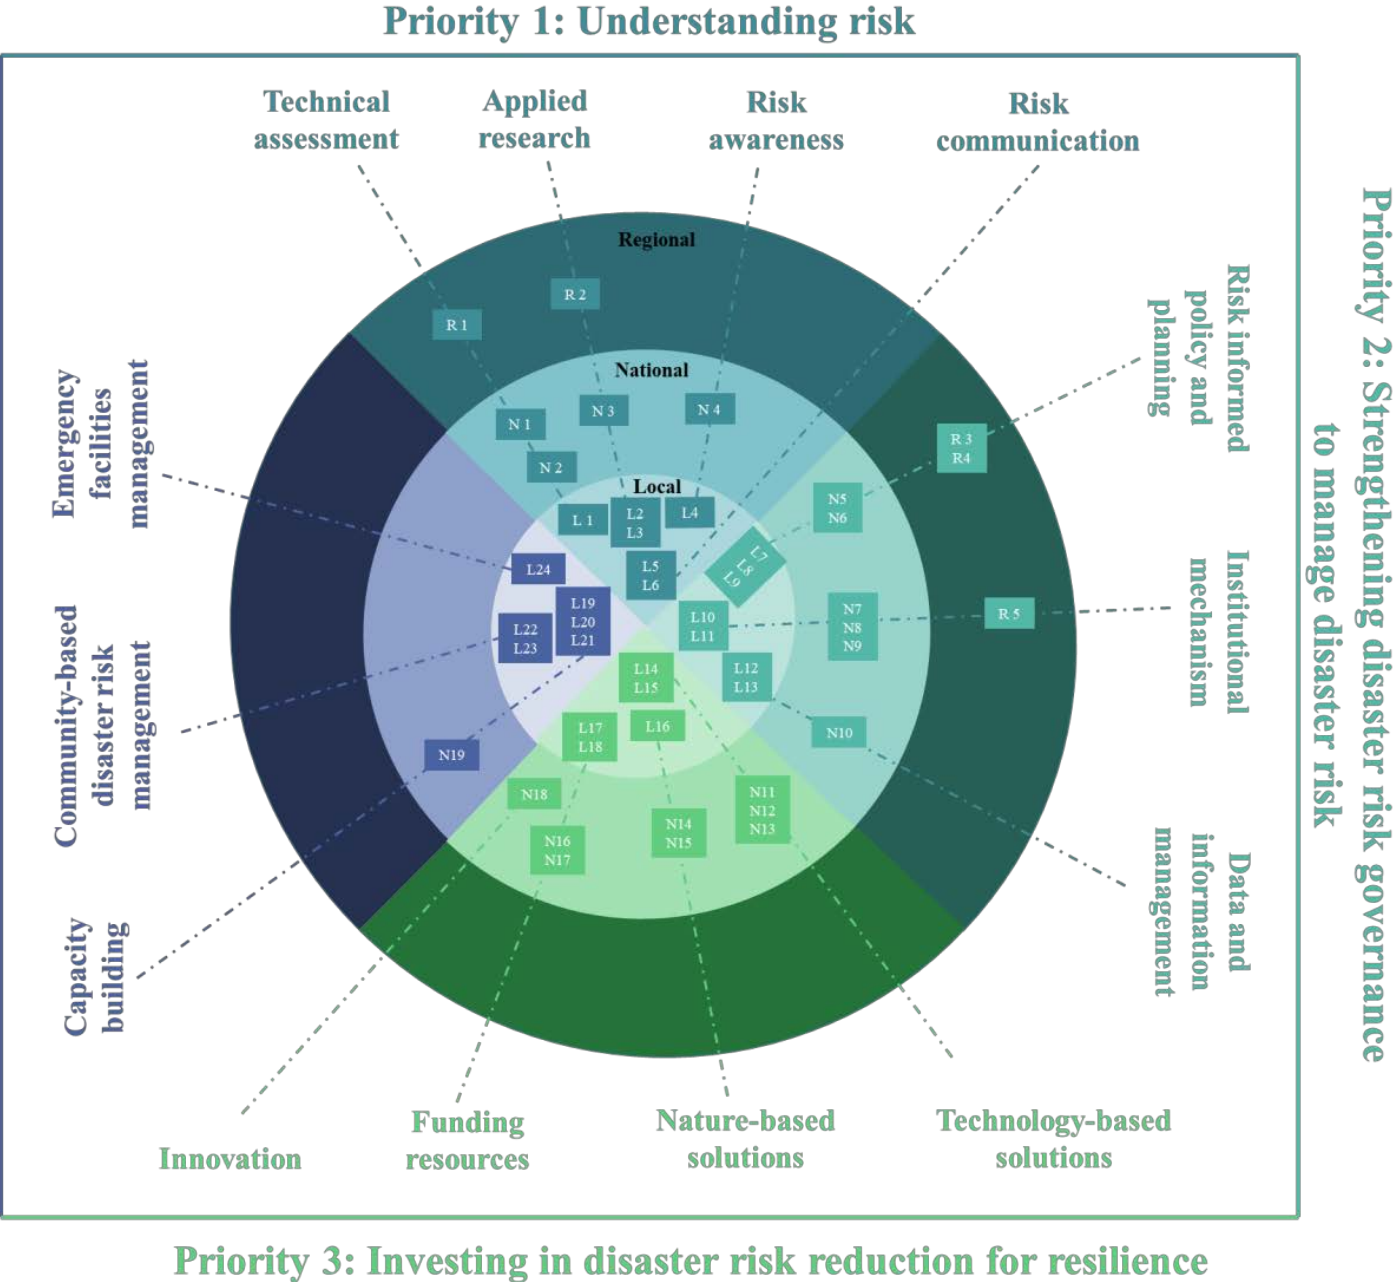 Priority 1: Understanding risk
Technical
assessment
Applied
research
Risk
awareness
Risk
communication
Priority 2: Strengthening disaster risk governance
to manage disaster risk
Risk informed
policy and
planning
Institutional
mechanism
Data and
information
management
Emergency
facilities
management
Community-based
disaster risk
management
Capacity
building
Regional
R 1
R 2
R 3
R4
R 5
National
N 1
N 2
N 3
N 4
N5
N6
N7
N8
N9
N10
N11
N12
N13
N14
N15
N16
N17
N18
N19
Local
L 1
L2
L3
L4
L5
L6
L7
L8
L9
L10
L11
L12
L13
L14
L15
L16
L17
L18
L19
L20
L21
L22
L23
L24
Innovation
Funding
resources
Nature-based
solutions
Technology-based
solutions
Priority 3: Investing in disaster risk reduction for resilience